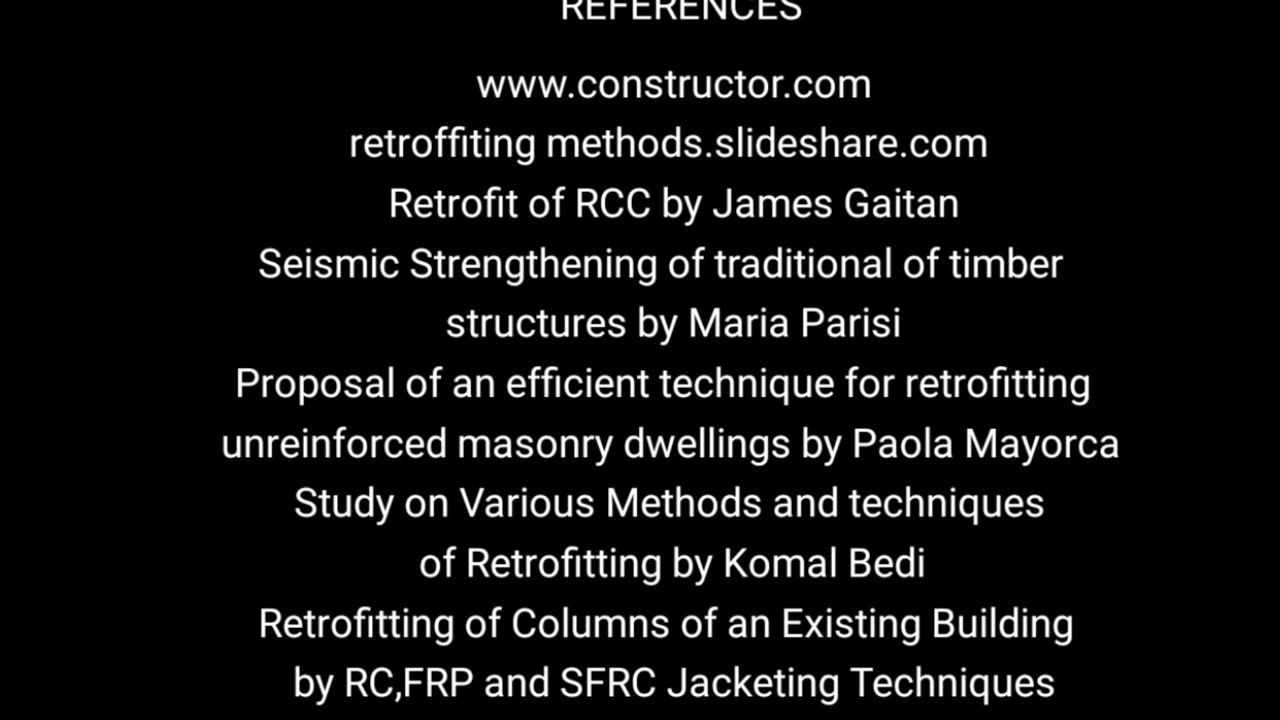 REFERENCES
www.constructor.com
retroffiting methods.slideshare.com
Retrofit of RCC by James Gaitan
Seismic Strengthening of traditional of timber
structures by Maria Parisi
Proposal of an efficient technique for retrofitting
unreinforced masonry dwellings by Paola Mayorca
Study on Various Methods and techniques
of Retrofitting by Komal Bedi
Retrofitting of Columns of an Existing Building
by RC,FRP and SFRC Jacketing Techniques